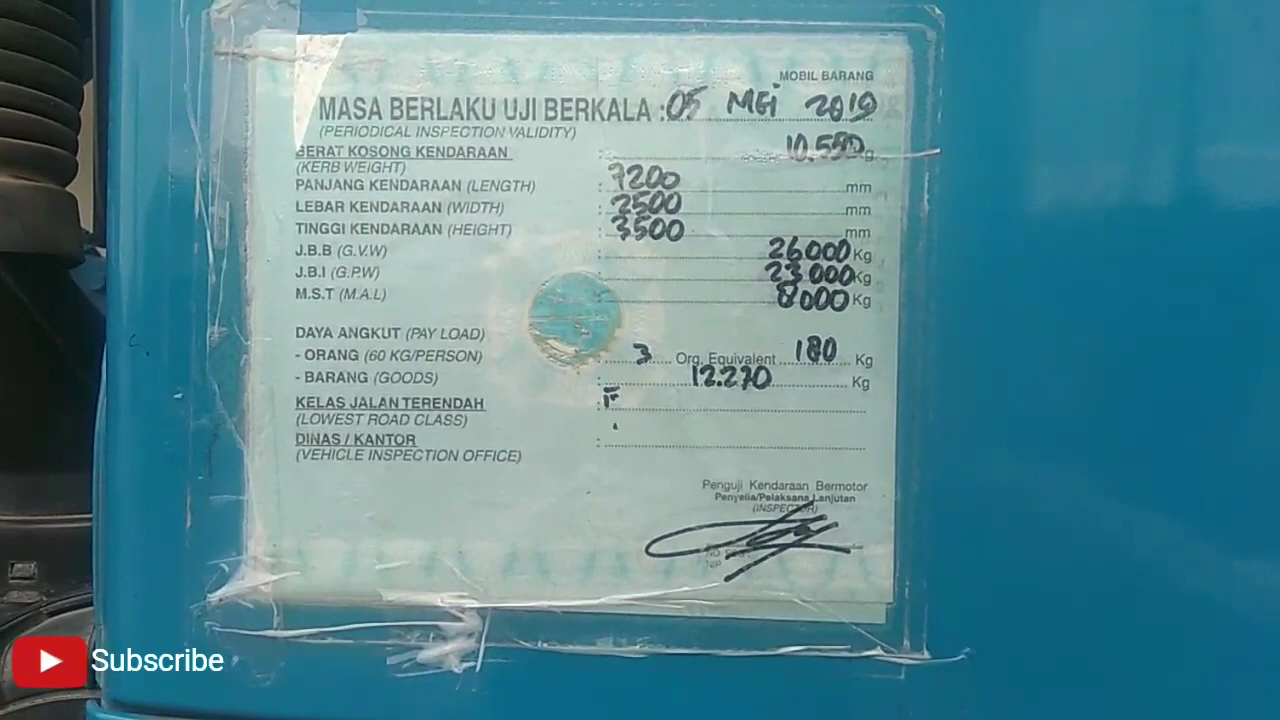 MOBIL BARANG
MASA BERLAKU UJI BERKALA : 05 MEI 2019
(PERIODICAL INSPECTION VALIDITY)
BERAT KOSONG KENDARAAN : 10.550 Kg
(KERB WEIGHT)
PANJANG KENDARAAN (LENGTH) : 7200 mm
LEBAR KENDARAAN (WIDTH) : 2500 mm
TINGGI KENDARAAN (HEIGHT) : 3500 mm
J.B.B (G.V.W) : 26000 Kg
J.B.I (G.P.W) : 23000 Kg
M.S.T (M.A.L) : 8000 Kg
DAYA ANGKUT (PAY LOAD)
- ORANG (60 KG/PERSON) : 3 Org. Equivalent 180 Kg
- BARANG (GOODS) : 12.270 Kg
KELAS JALAN TERENDAH :
(LOWEST ROAD CLASS)
DINAS / KANTOR :
(VEHICLE INSPECTION OFFICE)
Penguji Kendaraan Bermotor
Penyelia/Pelaksana Lanjutan
(INSPECTOR)
Subscribe